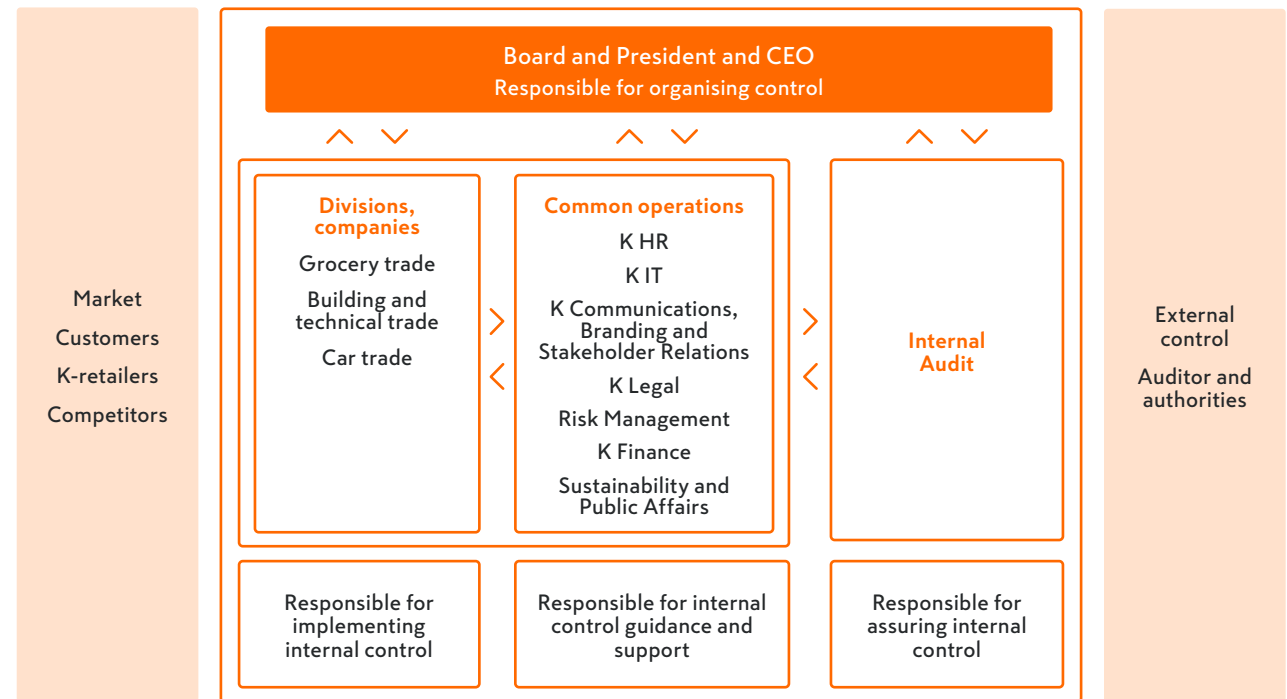 Board and President and CEO
Responsible for organising control
Market
Customers
K-retailers
Competitors
Divisions,
companies
Grocery trade
Building and
technical trade
Car trade
Common operations
K HR
K IT
K Communications,
Branding and
Stakeholder Relations
K Legal
Risk Management
K Finance
Sustainability and
Public Affairs
Internal
Audit
External
control
Auditor and
authorities
Responsible for
implementing
internal control
Responsible for internal
control guidance and
support
Responsible for
assuring internal
control